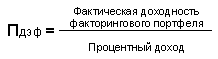 Пдэф = Фактическая доходность
факторингового портфеля
Процентный доход